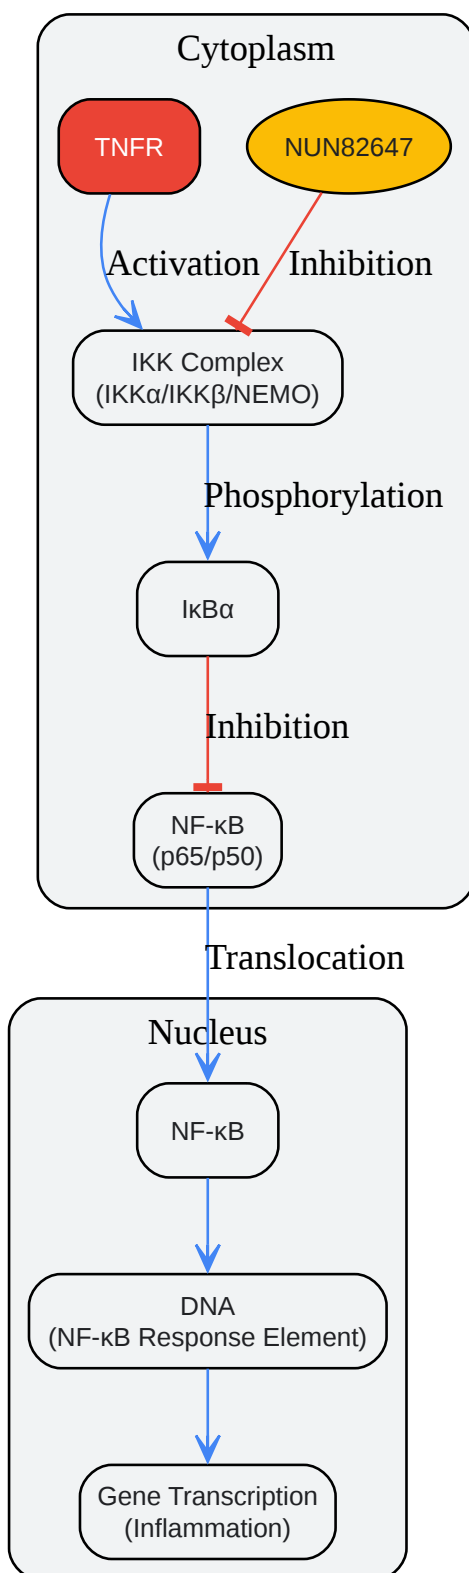 Cytoplasm
TNFR
NUN82647
Activation
Inhibition
IKK Complex
(IKKα/IKKβ/NEMO)
Phosphorylation
IκBα
Inhibition
NF-κB
(p65/p50)
Translocation
Nucleus
NF-κB
DNA
(NF-κB Response Element)
Gene Transcription
(Inflammation)